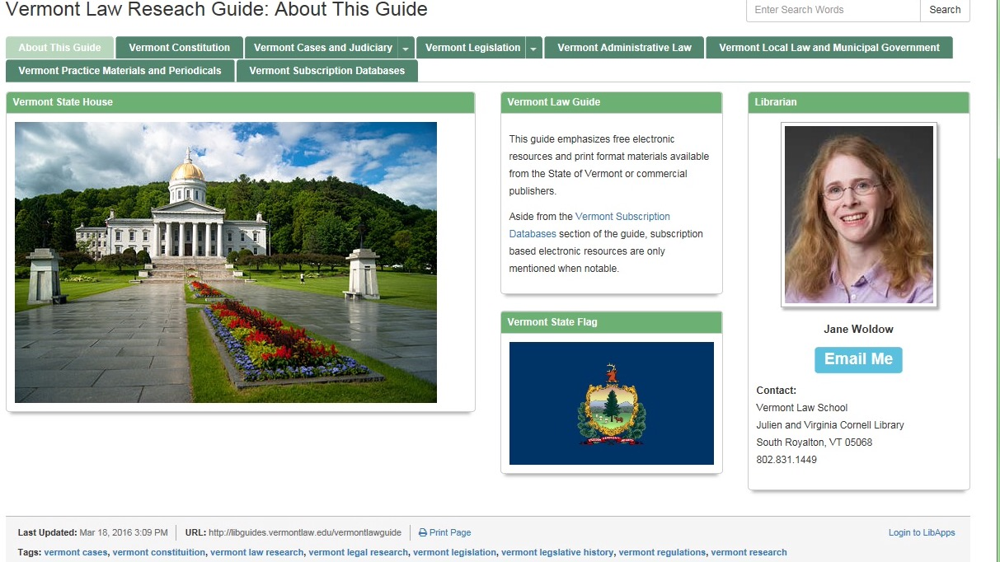 Vermont Law Reseach Guide: About This Guide
Enter Search Words
Search
About This Guide
Vermont Constitution
Vermont Cases and Judiciary
Vermont Legislation
Vermont Administrative Law
Vermont Local Law and Municipal Government
Vermont Practice Materials and Periodicals
Vermont Subscription Databases
Vermont State House
Vermont Law Guide
This guide emphasizes free electronic
resources and print format materials available
from the State of Vermont or commercial
publishers.
Aside from the Vermont Subscription
Databases section of the guide, subscription
based electronic resources are only
mentioned when notable.
Vermont State Flag
FREEDOM VERMONT & UNITY
Librarian
Jane Woldow
Email Me
Contact:
Vermont Law School
Julien and Virginia Cornell Library
South Royalton, VT 05068
802.831.1449
Last Updated: Mar 18, 2016 3:09 PM
URL: http://libguides.vermontlaw.edu/vermontlawguide
Print Page
Login to LibApps
Tags: vermont cases, vermont constituition, vermont law research, vermont legal research, vermont legislation, vermont legslative history, vermont regulations, vermont research